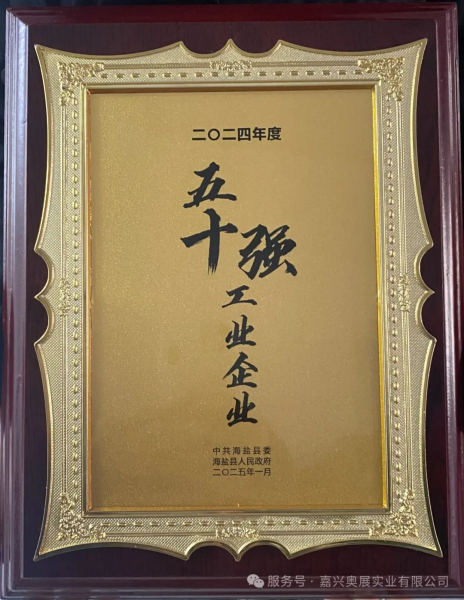 二〇二四年度
五十强
工业企业
中共海盐县委
海盐县人民政府
二〇二五年一月
服务号·嘉兴奥展实业有限公司